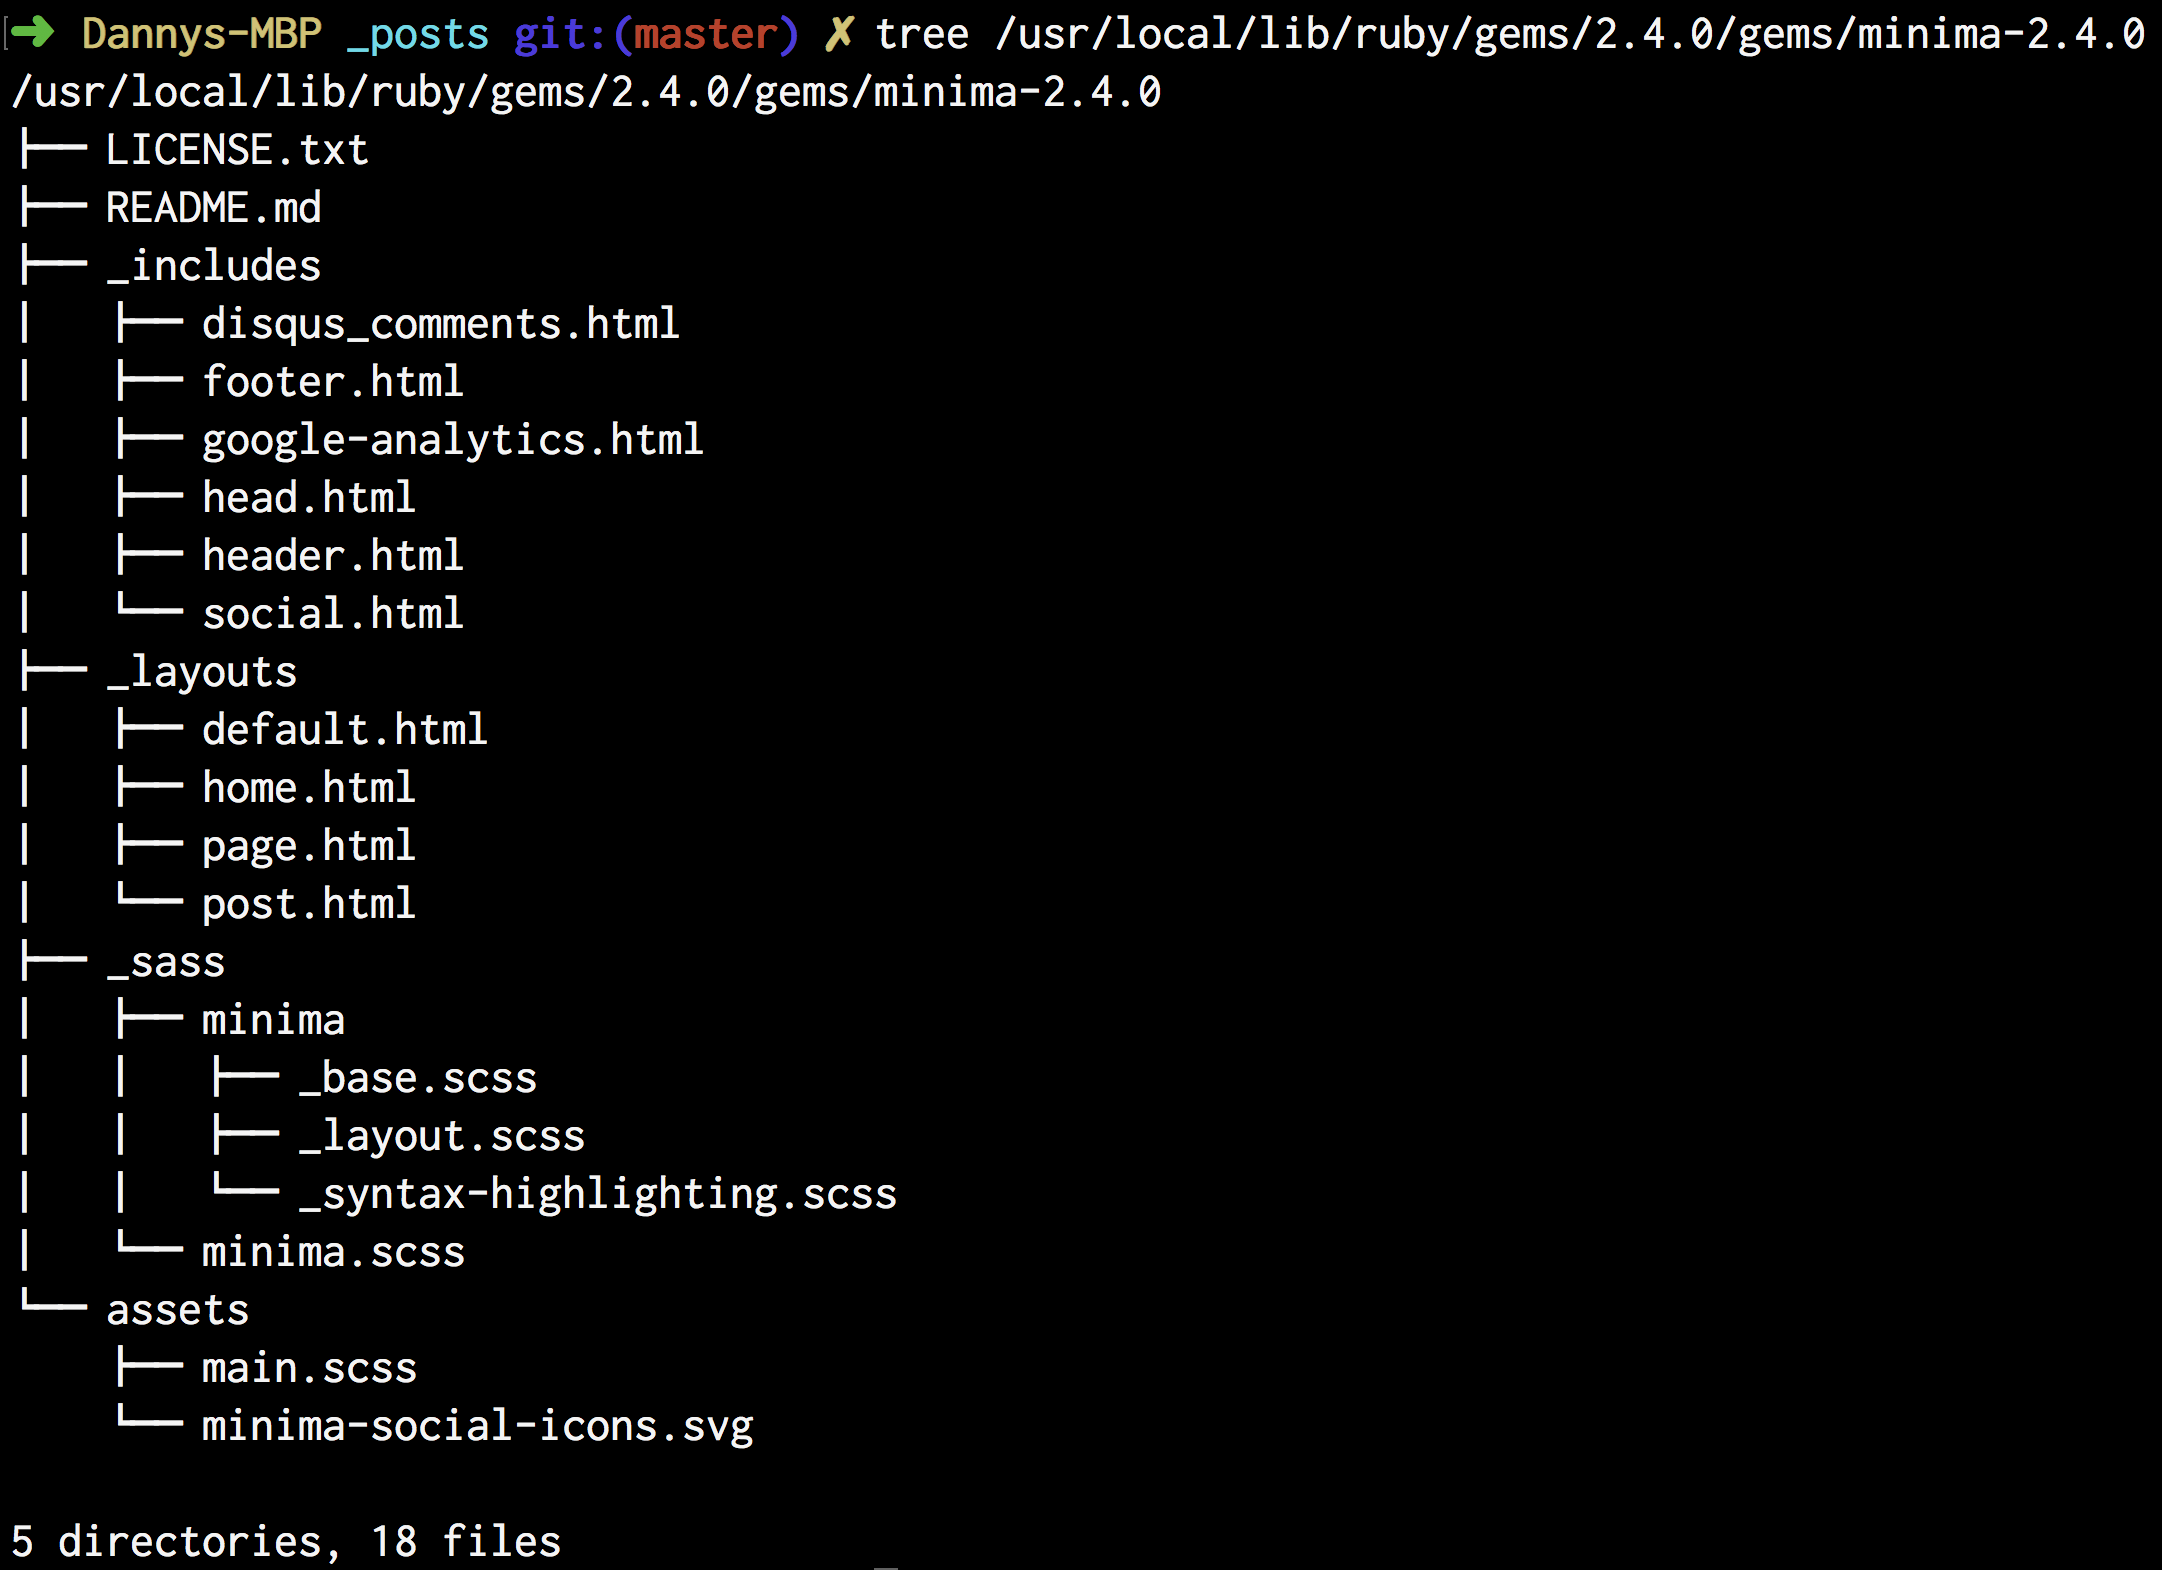 ➜ Dannys-MBP _posts git:(master) ✗ tree /usr/local/lib/ruby/gems/2.4.0/gems/minima-2.4.0
/usr/local/lib/ruby/gems/2.4.0/gems/minima-2.4.0
├── LICENSE.txt
├── README.md
├── _includes
│   ├── disqus_comments.html
│   ├── footer.html
│   ├── google-analytics.html
│   ├── head.html
│   ├── header.html
│   └── social.html
├── _layouts
│   ├── default.html
│   ├── home.html
│   ├── page.html
│   └── post.html
├── _sass
│   ├── minima
│   │   ├── _base.scss
│   │   ├── _layout.scss
│   │   └── _syntax-highlighting.scss
│   └── minima.scss
└── assets
    ├── main.scss
    └── minima-social-icons.svg
5 directories, 18 files